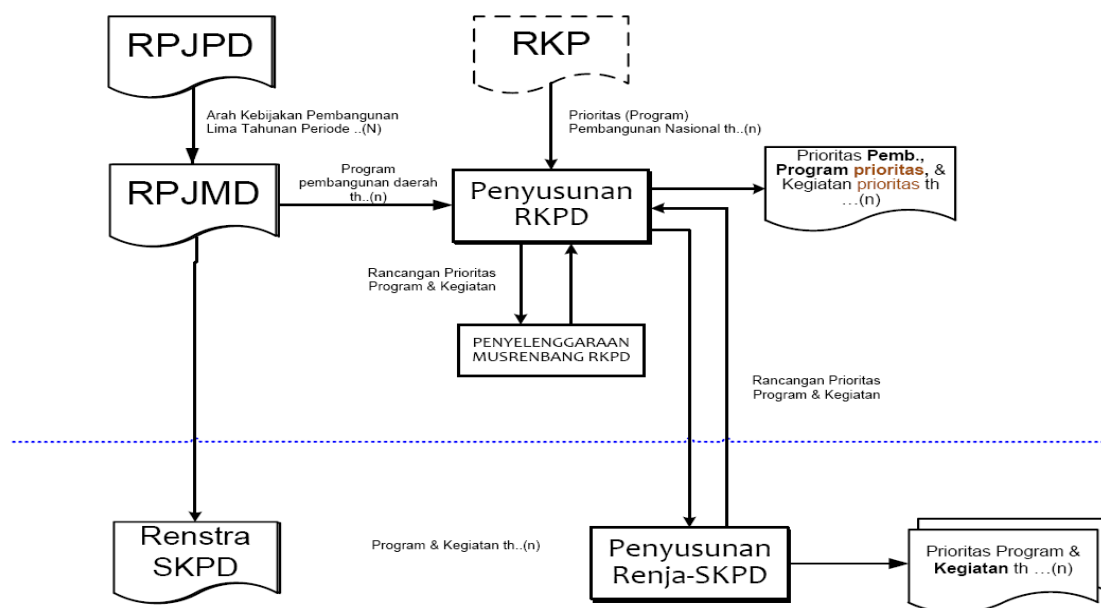 RPJPD
RKP
Arah Kebijakan Pembangunan
Lima Tahunan Periode ..(N)
Prioritas (Program)
Pembangunan Nasional th..(n)
RPJMD
Program
pembangunan daerah
th..(n)
Penyusunan
RKPD
Prioritas Pemb.,
Program prioritas, &
Kegiatan prioritas th
...(n)
Rancangan Prioritas
Program & Kegiatan
PENYELENGGARAAN
MUSRENBANG RKPD
Rancangan Prioritas
Program & Kegiatan
Renstra
SKPD
Program & Kegiatan th..(n)
Penyusunan
Renja-SKPD
Prioritas Program &
Kegiatan th ...(n)